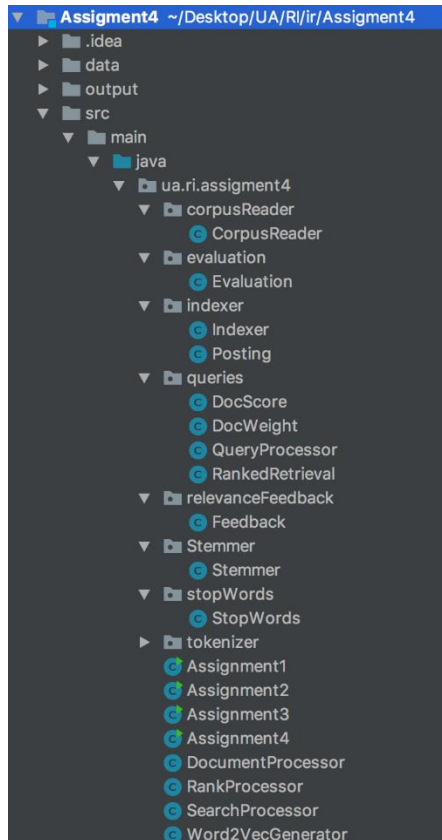 Assigment4 ~/Desktop/UA/RI/ir/Assigment4
.idea
data
output
src
main
java
ua.ri.assigment4
corpusReader
CorpusReader
evaluation
Evaluation
indexer
Indexer
Posting
queries
DocScore
DocWeight
QueryProcessor
RankedRetrieval
relevanceFeedback
Feedback
Stemmer
Stemmer
stopWords
StopWords
tokenizer
Assignment1
Assignment2
Assignment3
Assignment4
DocumentProcessor
RankProcessor
SearchProcessor
Word2VecGenerator